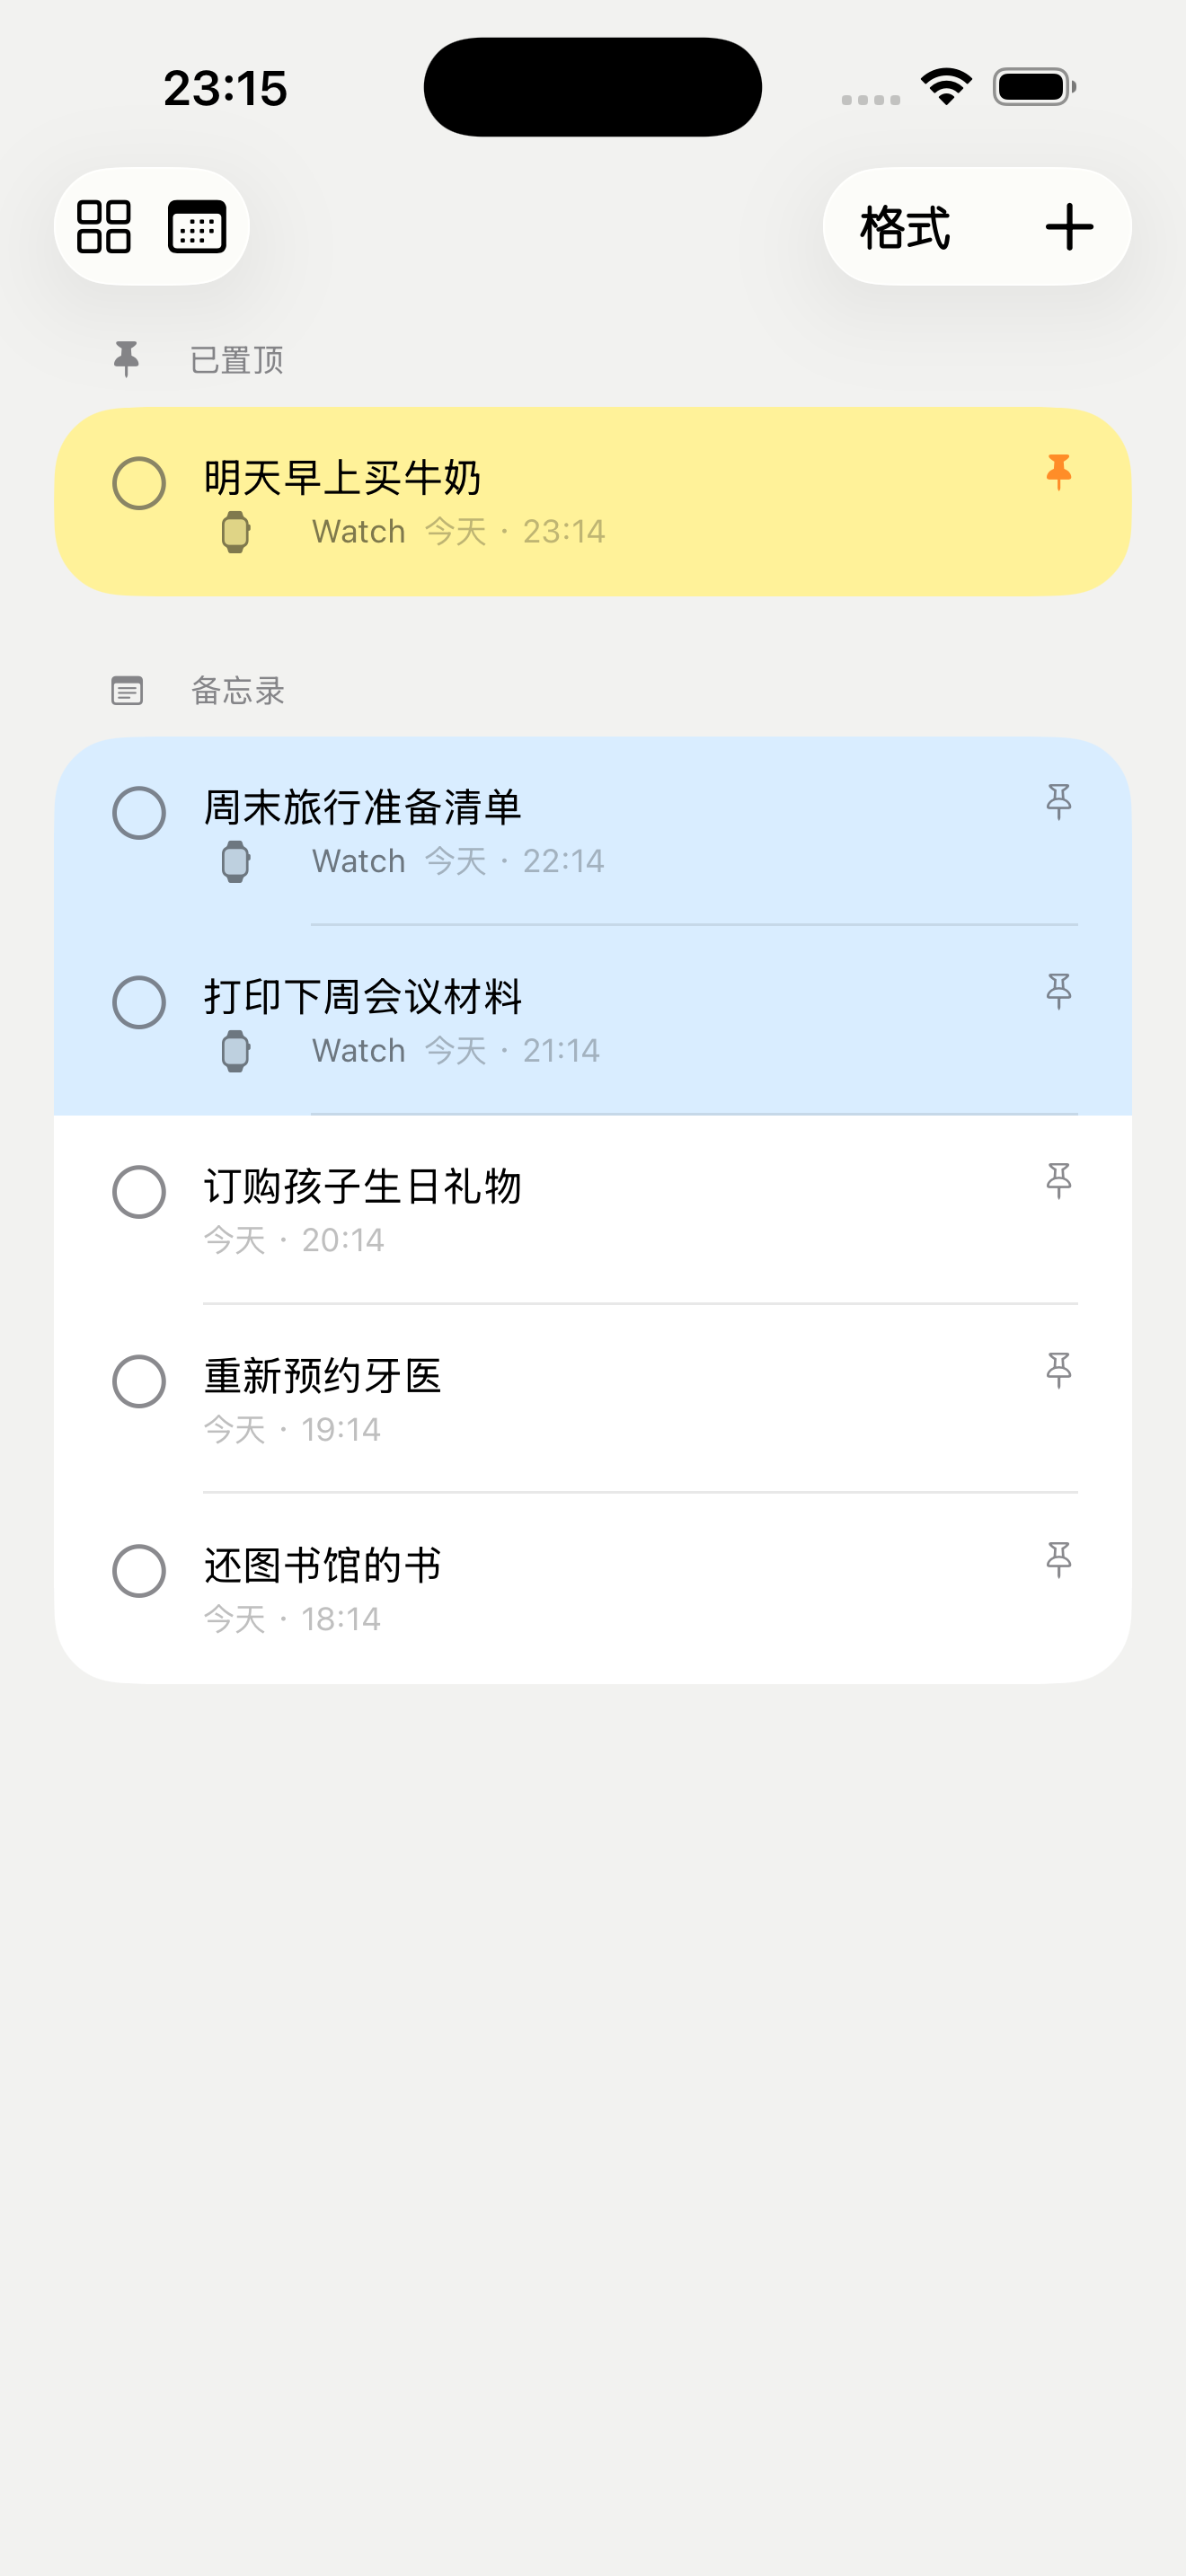 23:15
格式
已置顶
明天早上买牛奶
Watch 今天 · 23:14
备忘录
周末旅行准备清单
Watch 今天 · 22:14
打印下周会议材料
Watch 今天 · 21:14
订购孩子生日礼物
今天 · 20:14
重新预约牙医
今天 · 19:14
还图书馆的书
今天 · 18:14